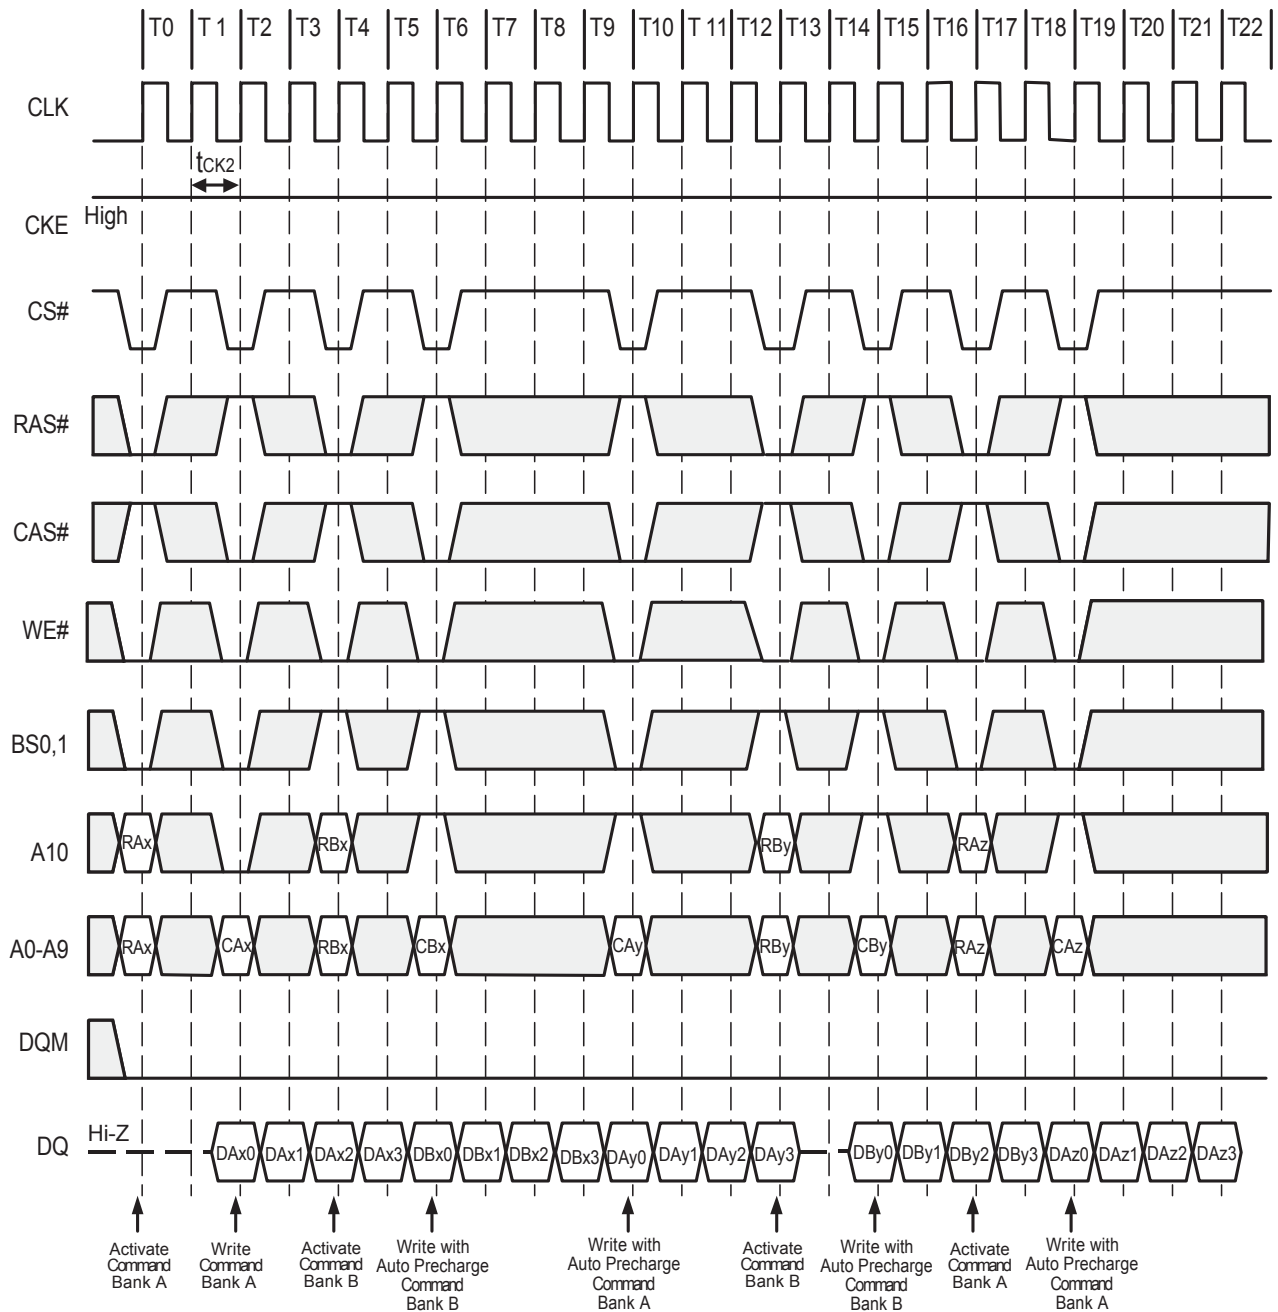 T0 T 1 T2 T3 T4 T5 T6 T7 T8 T9 T10 T 11 T12 T13 T14 T15 T16 T17 T18 T19 T20 T21 T22
CLK
tCK2
CKE High
CS#
RAS#
CAS#
WE#
BS0,1
A10 RAx RBx RBy RAz
A0-A9 RAx CAx RBx CBx CAy RBy CBy RAz CAz
DQM
DQ Hi-Z DAx0 DAx1 DAx2 DAx3 DBx0 DBx1 DBx2 DBx3 DAy0 DAy1 DAy2 DAy3 DBy0 DBy1 DBy2 DBy3 DAz0 DAz1 DAz2 DAz3
Activate
Command
Bank A
Write
Command
Bank A
Activate
Command
Bank B
Write with
Auto Precharge
Command
Bank B
Write with
Auto Precharge
Command
Bank A
Activate
Command
Bank B
Write with
Auto Precharge
Command
Bank B
Activate
Command
Bank A
Write with
Auto Precharge
Command
Bank A